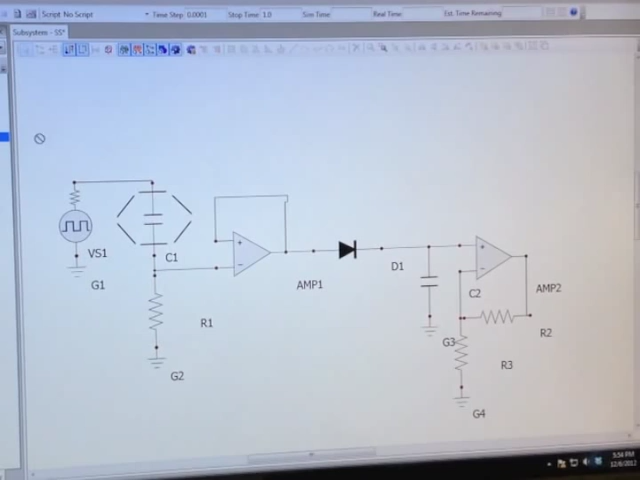 Script No Script Time Step 0.0001 Stop Time 1.0 Sim Time Real Time Est. Time Remaining
Subsystem - SS*
VS1
G1
C1
R1
G2
AMP1
D1
C2
G3
AMP2
R2
R3
G4
5:56 PM